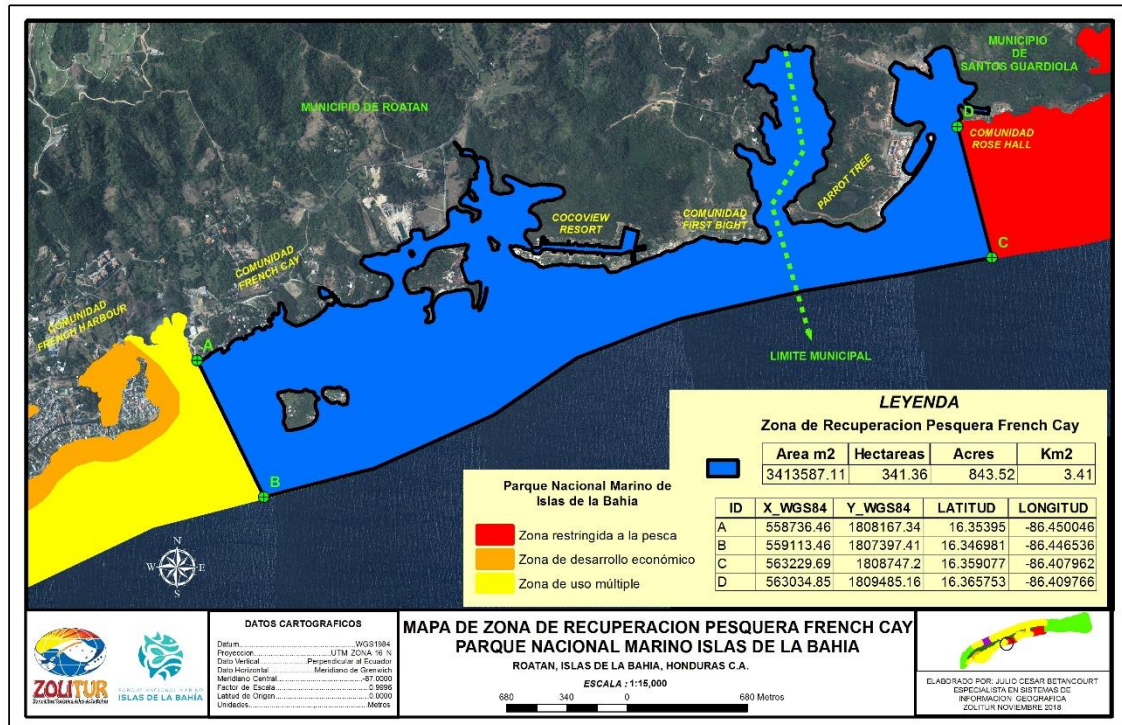 MUNICIPIO
DE
SANTOS GUARDIOLA
MUNICIPIO DE ROATAN
D
COMUNIDAD
ROSE HALL
PARROT TREE
COCOVIEW
RESORT
COMUNIDAD
FIRST BIGHT
COMUNIDAD
FRENCH CAY
C
COMUNIDAD
FRENCH HARBOUR
A
LIMITE MUNICIPAL
B
LEYENDA
Zona de Recuperacion Pesquera French Cay
Area m2 Hectareas Acres Km2
3413587.11 341.36 843.52 3.41
ID X_WGS84 Y_WGS84 LATITUD LONGITUD
A 558736.46 1808167.34 16.35395 -86.450046
B 559113.46 1807397.41 16.346981 -86.446536
C 563229.69 1808747.2 16.359077 -86.407962
D 563034.85 1809485.16 16.365753 -86.409766
Parque Nacional Marino de
Islas de la Bahia
Zona restringida a la pesca
Zona de desarrollo económico
Zona de uso múltiple
N
W E
S
ZOLITUR
PARQUE NACIONAL MARINO
ISLAS DE LA BAHÍA
DATOS CARTOGRAFICOS
Datum WGS1984
Proyeccion UTM ZONA 16 N
Dato Vertical Perpendicular al Ecuador
Dato Horizontal Meridiano de Grenwich
Meridiano Central -87.0000
Factor de Escala 0.9996
Latitud de Origen 0.0000
Unidades Metros
MAPA DE ZONA DE RECUPERACION PESQUERA FRENCH CAY
PARQUE NACIONAL MARINO ISLAS DE LA BAHIA
ROATAN, ISLAS DE LA BAHIA, HONDURAS C.A.
ESCALA : 1:15,000
680 340 0 680 Metros
ELABORADO POR: JULIO CESAR BETANCOURT
ESPECIALISTA EN SISTEMAS DE
INFORMACION GEOGRAFICA
ZOLITUR NOVIEMBRE 2018